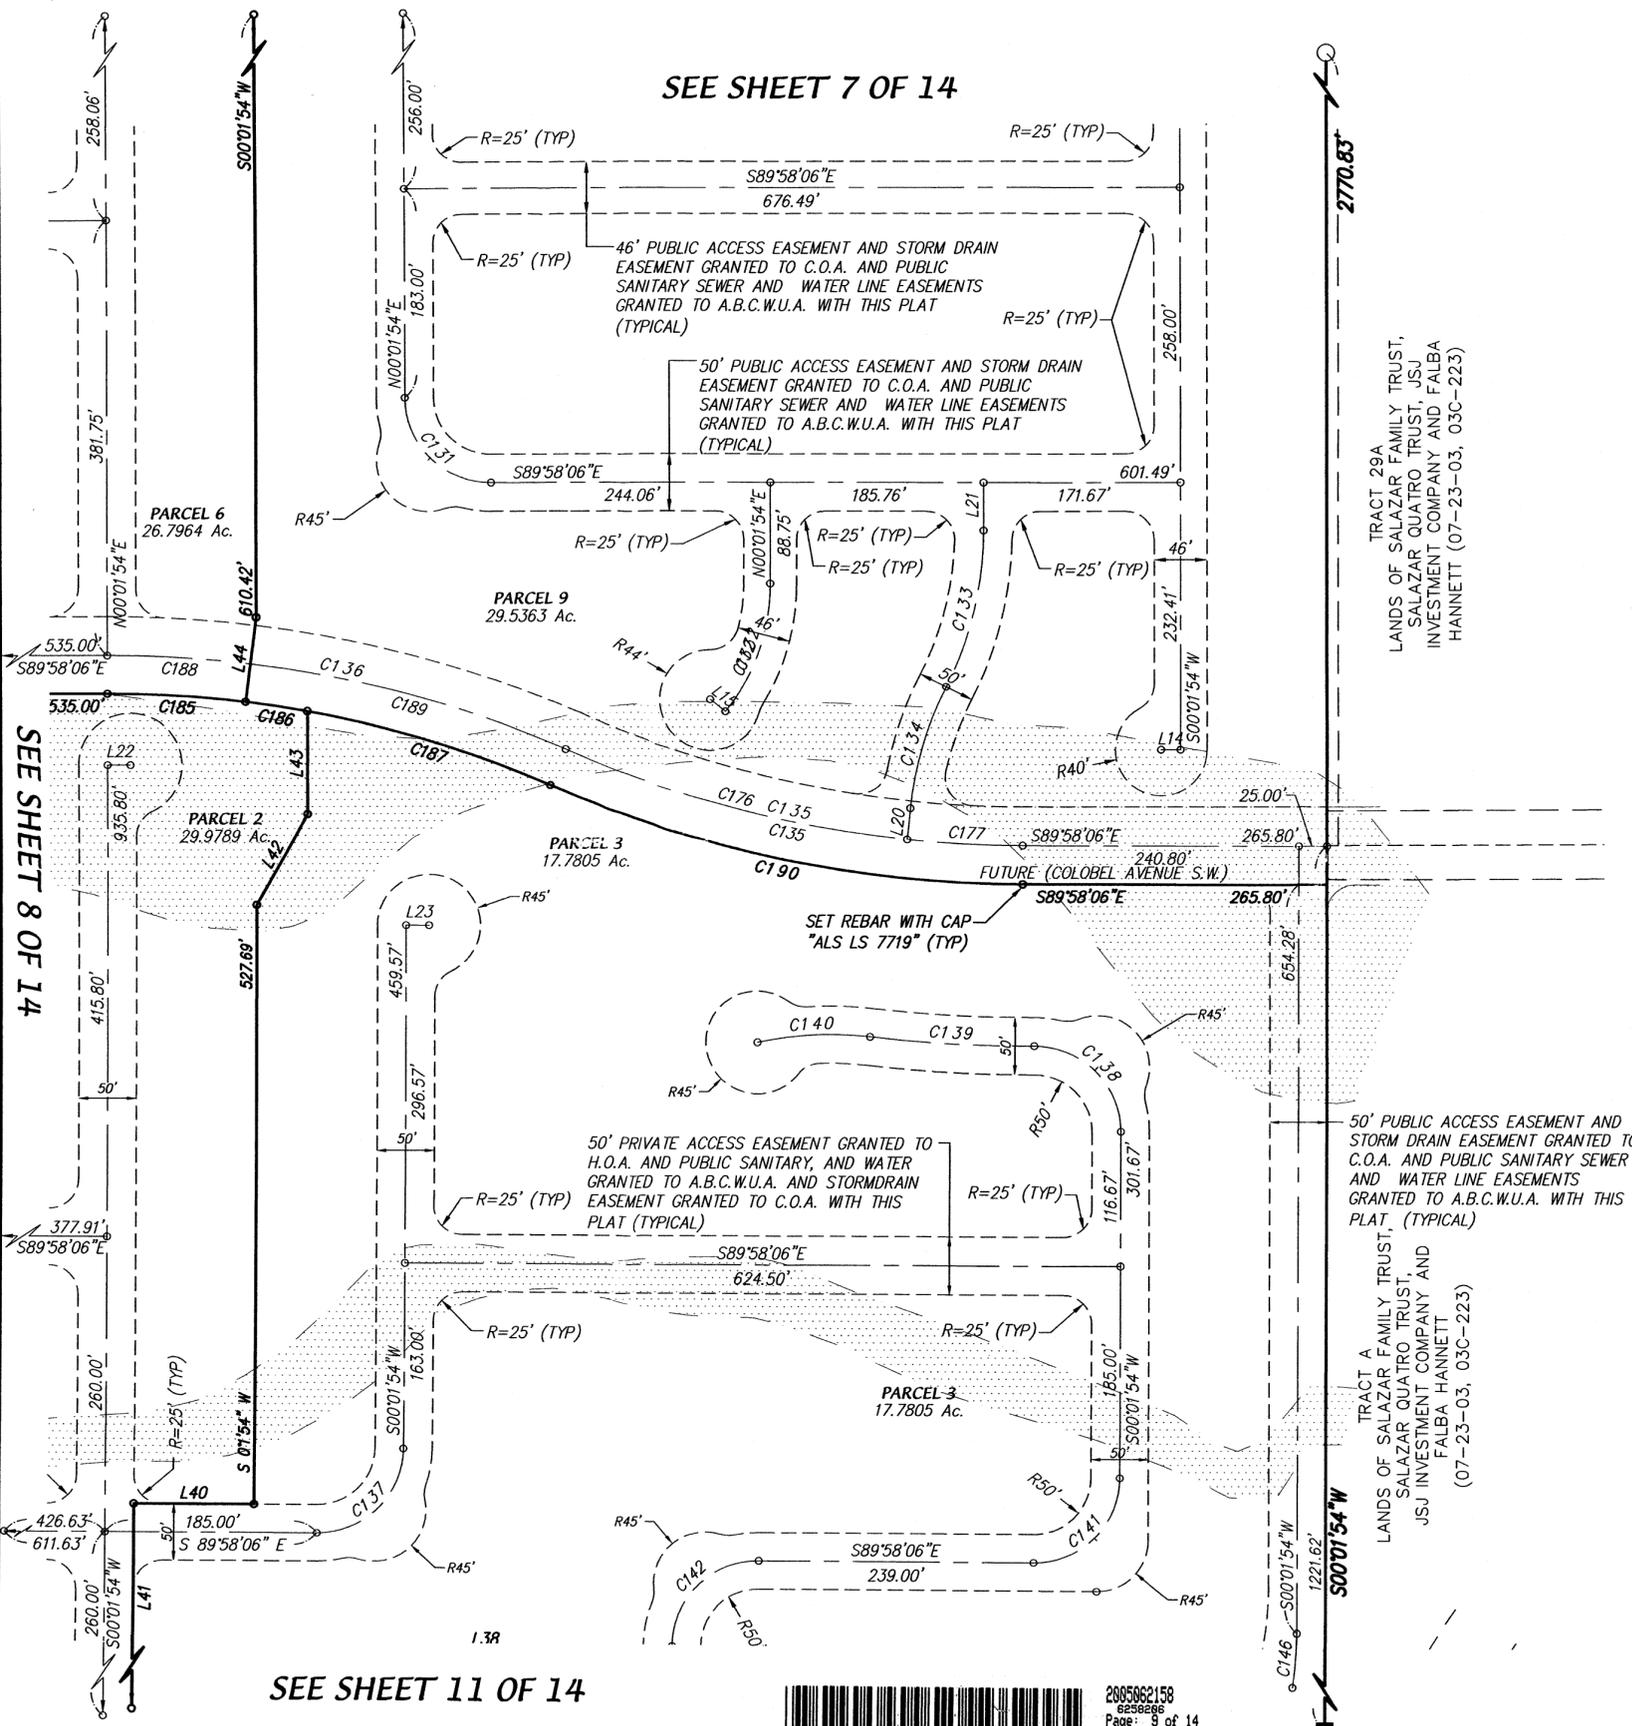 SEE SHEET 7 OF 14
258.06'
S00°01'54"W
256.00'
R=25' (TYP)
R=25' (TYP)
2770.83'
S89°58'06"E
676.49'
R=25' (TYP)
46' PUBLIC ACCESS EASEMENT AND STORM DRAIN
EASEMENT GRANTED TO C.O.A. AND PUBLIC
SANITARY SEWER AND WATER LINE EASEMENTS
GRANTED TO A.B.C.W.U.A. WITH THIS PLAT
(TYPICAL)
N00°01'54"E
183.00'
R=25' (TYP)
258.00'
50' PUBLIC ACCESS EASEMENT AND STORM DRAIN
EASEMENT GRANTED TO C.O.A. AND PUBLIC
SANITARY SEWER AND WATER LINE EASEMENTS
GRANTED TO A.B.C.W.U.A. WITH THIS PLAT
(TYPICAL)
TRACT 29A
LANDS OF SALAZAR FAMILY TRUST,
SALAZAR QUATRO TRUST, JSJ
INVESTMENT COMPANY AND FALBA
HANNETT (07-23-03, 03C-223)
381.75'
C131
S89°58'06"E
601.49'
244.06'
185.76'
171.67'
L21
R45'
PARCEL 6
26.7964 Ac.
N00°01'54"E
88.75'
R=25' (TYP)
R=25' (TYP)
R=25' (TYP)
R=25' (TYP)
46'
N00°01'54"E
610.42'
PARCEL 9
29.5363 Ac.
C133
232.41'
46'
R44'
C132
535.00'
S89°58'06"E
C188
L44
C136
50'
S00°01'54"W
L15
535.00'
C185
C186
C189
C187
C134
L14
R40'
L22
L43
SEE SHEET 8 OF 14
935.80'
PARCEL 2
29.9789 Ac.
L42
C176
C135
C135
L20
C177
S89°58'06"E
25.00'
265.80'
240.80'
PARCEL 3
17.7805 Ac.
C190
FUTURE (COLOBEL AVENUE S.W.)
S89°58'06"E
265.80'
R45'
L23
SET REBAR WITH CAP
"ALS LS 7719" (TYP)
527.69'
459.57'
654.28'
415.80'
C140
C139
50'
C138
R45'
R45'
50'
296.57'
R50'
50' PUBLIC ACCESS EASEMENT AND
STORM DRAIN EASEMENT GRANTED TO
C.O.A. AND PUBLIC SANITARY SEWER
AND WATER LINE EASEMENTS
GRANTED TO A.B.C.W.U.A. WITH THIS
PLAT (TYPICAL)
50'
50' PRIVATE ACCESS EASEMENT GRANTED TO
H.O.A. AND PUBLIC SANITARY, AND WATER
GRANTED TO A.B.C.W.U.A. AND STORMDRAIN
EASEMENT GRANTED TO C.O.A. WITH THIS
PLAT (TYPICAL)
R=25' (TYP)
R=25' (TYP)
116.67'
301.67'
377.91'
S89°58'06"E
S89°58'06"E
624.50'
TRACT A
LANDS OF SALAZAR FAMILY TRUST,
SALAZAR QUATRO TRUST,
JSJ INVESTMENT COMPANY AND
FALBA HANNETT
(07-23-03, 03C-223)
R=25' (TYP)
R=25' (TYP)
260.00'
R=25' (TYP)
S00°01'54"W
163.00'
185.00'
S00°01'54"W
PARCEL 3
17.7805 Ac.
S 01'54" W
50'
L40
C137
R50'
426.63'
611.63'
185.00'
S 89°58'06" E
50'
R45'
R45'
C141
C142
S89°58'06"E
239.00'
R45'
R50'
260.00'
S00°01'54"W
L41
S00°01'54"W
1221.62'
S00°01'54"W
C146
L38
SEE SHEET 11 OF 14
2005062158
6258206
Page: 9 of 14